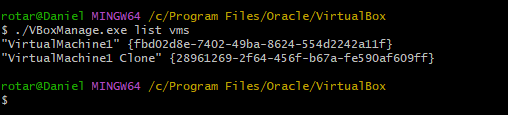 rotar@Daniel MINGW64 /c/Program Files/Oracle/VirtualBox
$ ./VBoxManage.exe list vms
"VirtualMachine1" {fbd02d8e-7402-49ba-8624-554d2242a11f}
"VirtualMachine1 Clone" {28961269-2f64-456f-b67a-fe590af609ff}
rotar@Daniel MINGW64 /c/Program Files/Oracle/VirtualBox
$